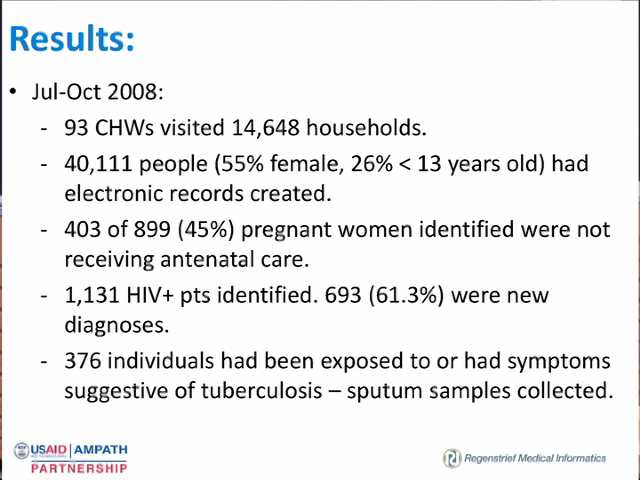 Results:
• Jul-Oct 2008:
- 93 CHWs visited 14,648 households.
- 40,111 people (55% female, 26% < 13 years old) had
electronic records created.
- 403 of 899 (45%) pregnant women identified were not
receiving antenatal care.
- 1,131 HIV+ pts identified. 693 (61.3%) were new
diagnoses.
- 376 individuals had been exposed to or had symptoms
suggestive of tuberculosis – sputum samples collected.
USAID | AMPATH
PARTNERSHIP
Regenstrief Medical Informatics